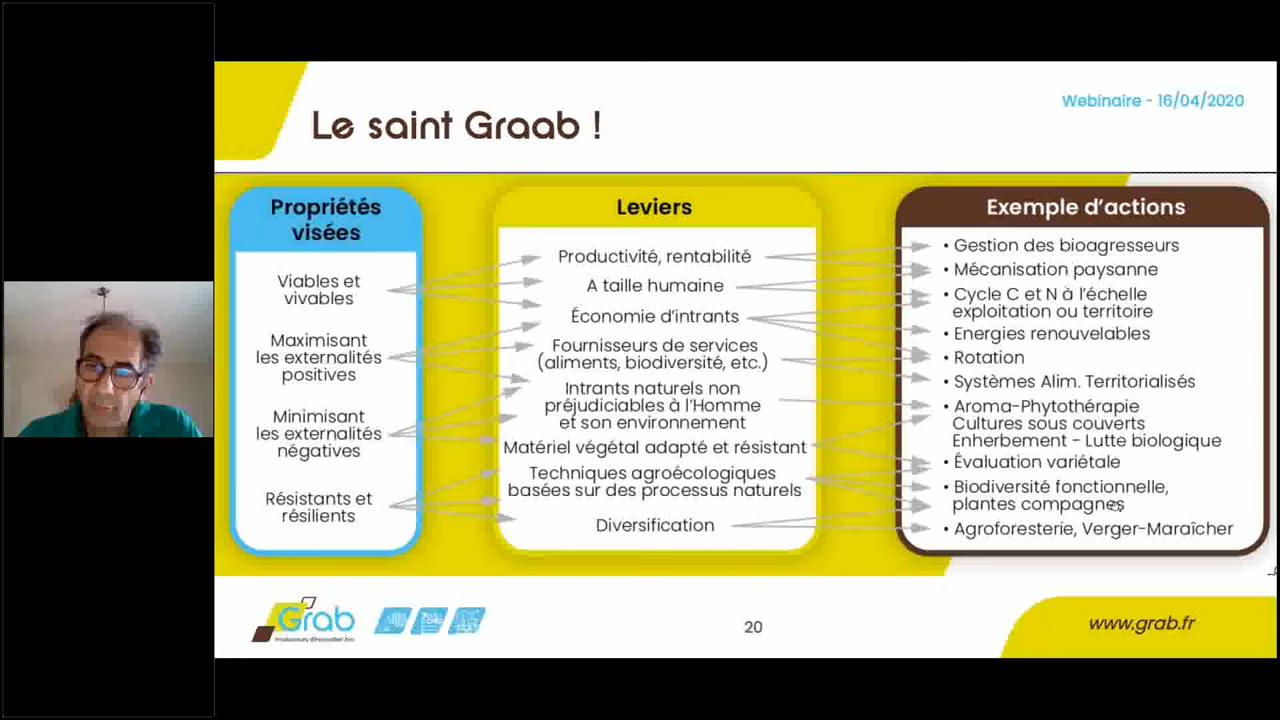 Webinaire - 16/04/2020
Le saint Graab !
Propriétés
visées
Viables et
vivables
Maximisant
les externalités
positives
Minimisant
les externalités
négatives
Résistants et
résilients
Leviers
Productivité, rentabilité
A taille humaine
Économie d'intrants
Fournisseurs de services
(aliments, biodiversité, etc.)
Intrants naturels non
préjudiciables à l'Homme
et son environnement
Matériel végétal adapté et résistant
Techniques agroécologiques
basées sur des processus naturels
Diversification
Exemple d'actions
• Gestion des bioagresseurs
• Mécanisation paysanne
• Cycle C et N à l'échelle
exploitation ou territoire
• Energies renouvelables
• Rotation
• Systèmes Alim. Territorialisés
• Aroma-Phytothérapie
Cultures sous couverts
Enherbement - Lutte biologique
• Évaluation variétale
• Biodiversité fonctionnelle,
plantes compagnes
• Agroforesterie, Verger-Maraîcher
Grab
Producteurs d'innovation bio
20
www.grab.fr